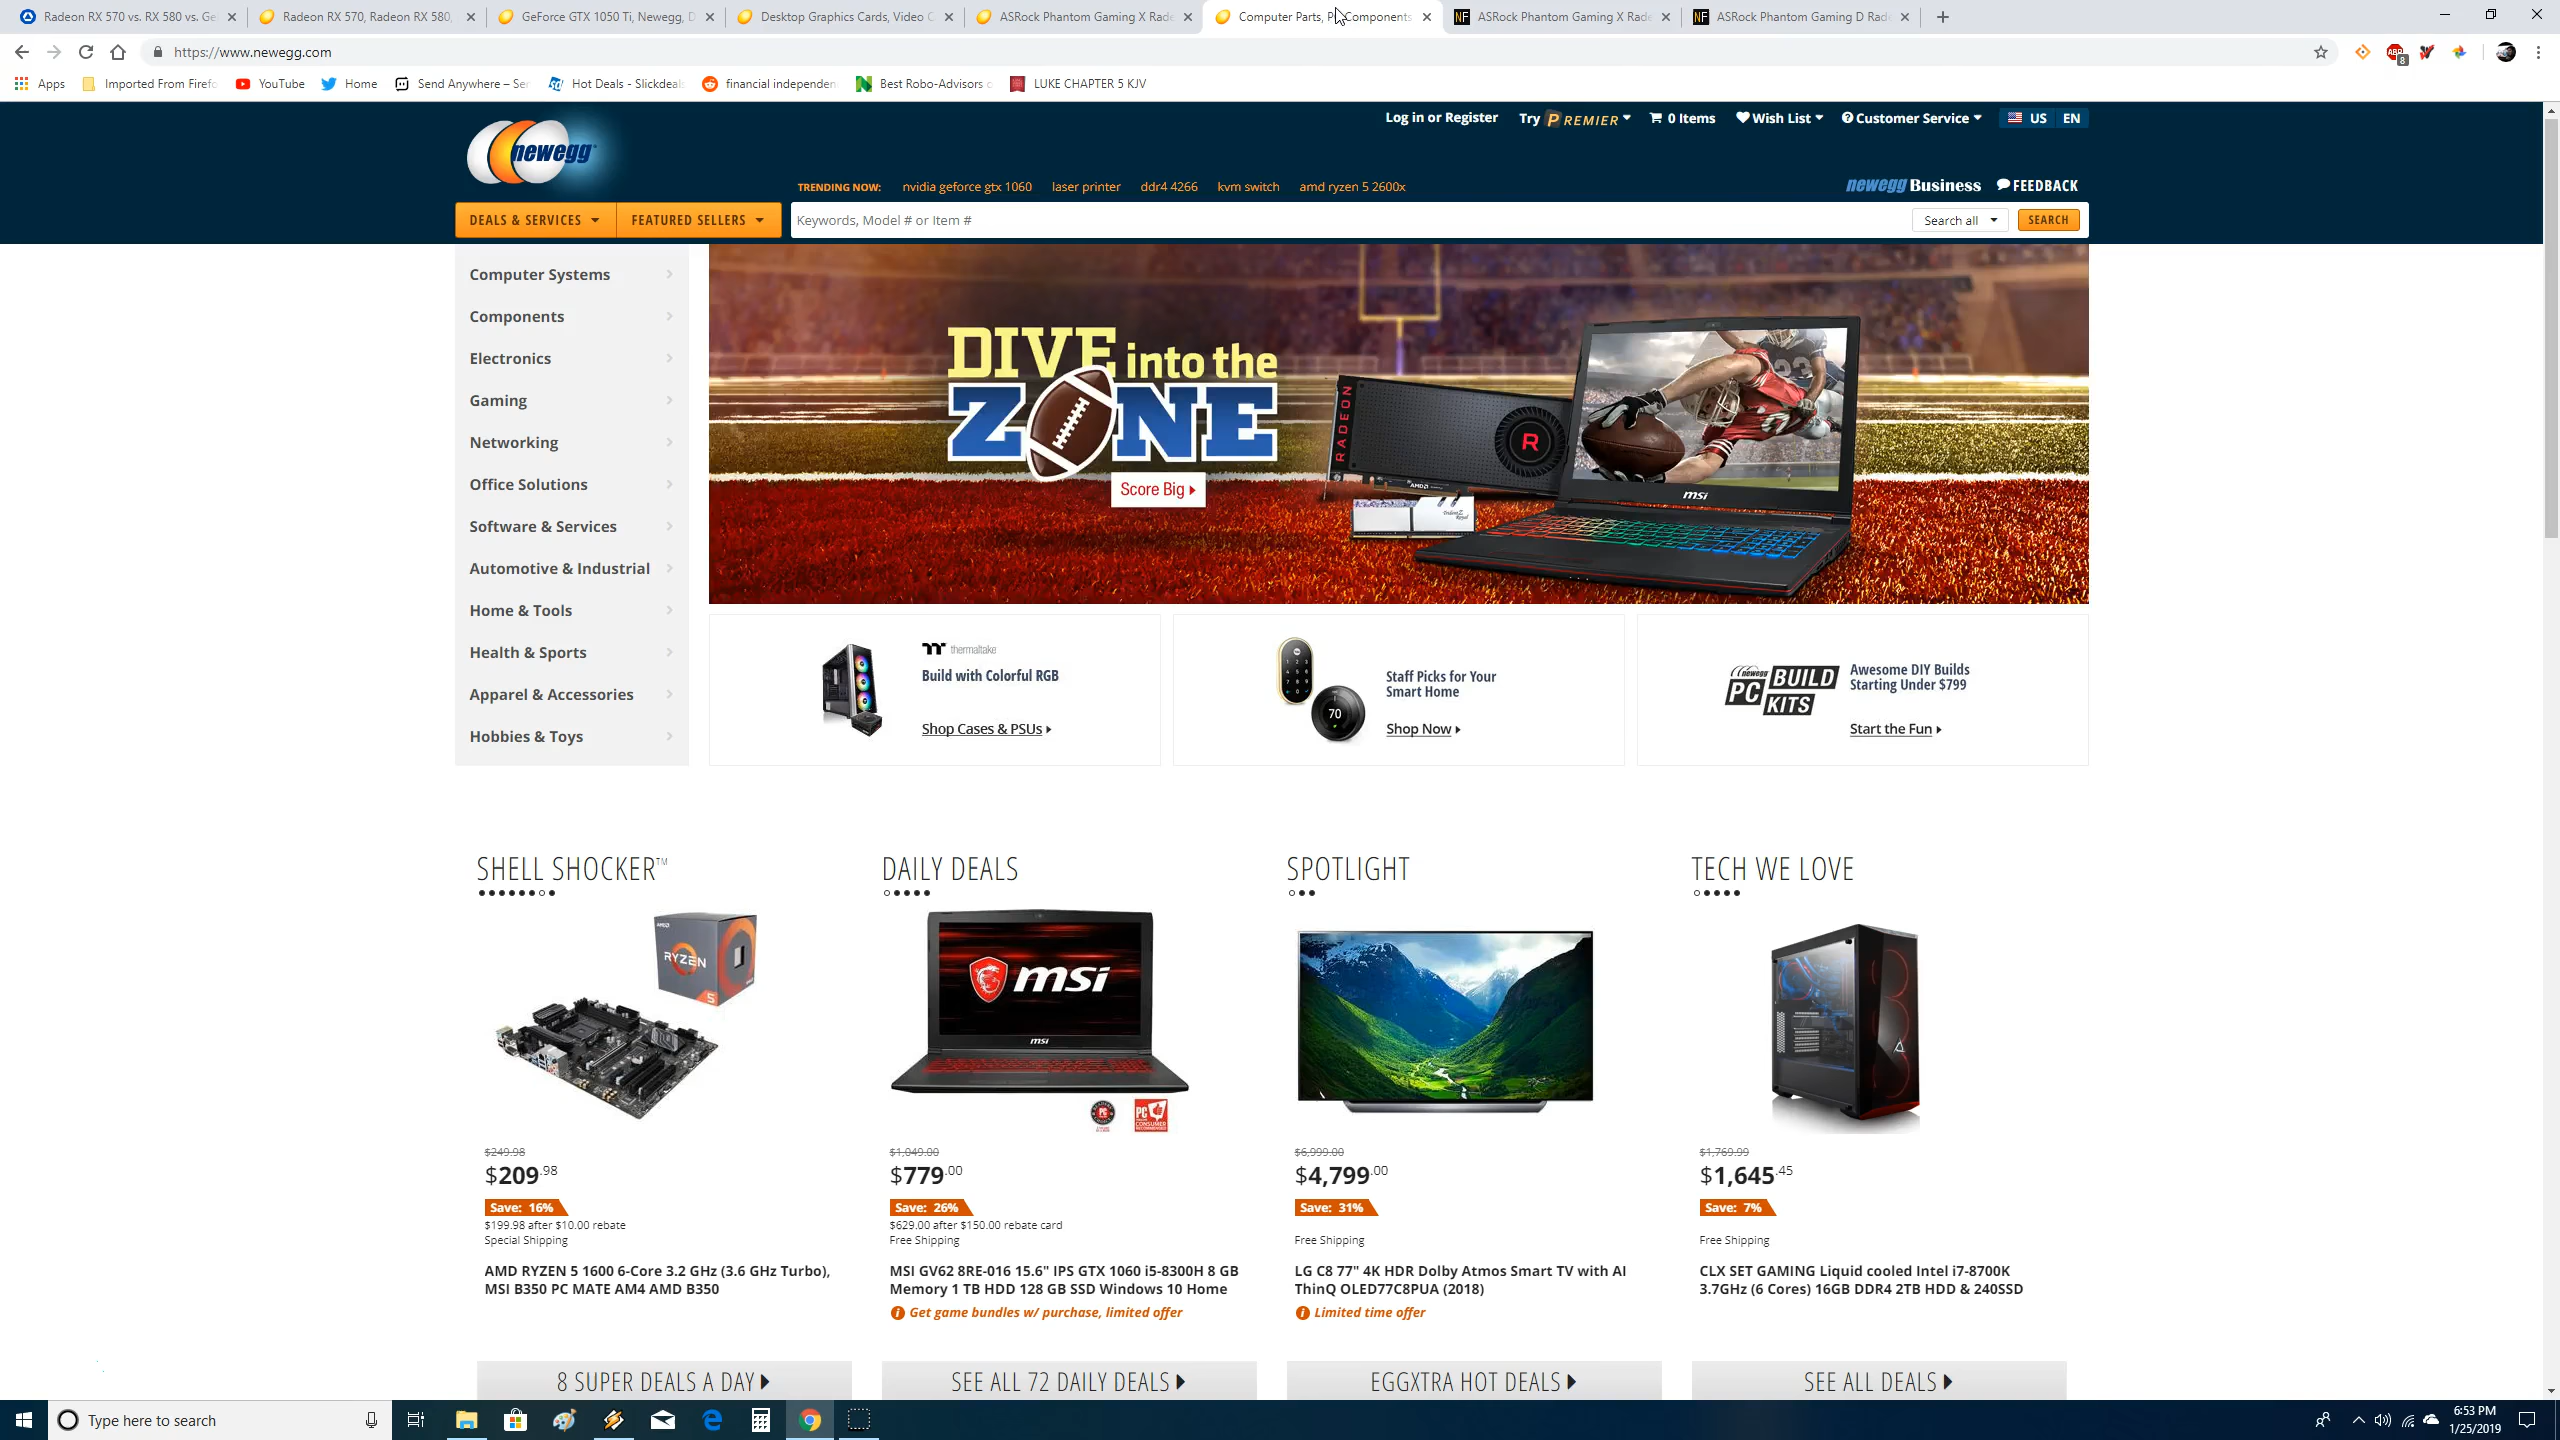 Radeon RX 570 vs. RX 580 vs. Ge
Radeon RX 570, Radeon RX 580,
GeForce GTX 1050 Ti, Newegg, D
Desktop Graphics Cards, Video C
ASRock Phantom Gaming X Rade
Computer Parts, P Components
ASRock Phantom Gaming X Rade
ASRock Phantom Gaming D Rade
https://www.newegg.com
ABP
8
Apps
Imported From Firefo
YouTube
Home
Send Anywhere – Ser
Hot Deals - Slickdeal
financial independen
Best Robo-Advisors o
LUKE CHAPTER 5 KJV
newegg
Log in or Register
Try PREMIER
0 Items
Wish List
Customer Service
US
EN
TRENDING NOW:
nvidia geforce gtx 1060
laser printer
ddr4 4266
kvm switch
amd ryzen 5 2600x
newegg Business
FEEDBACK
DEALS & SERVICES
FEATURED SELLERS
Keywords, Model # or Item #
Search all
SEARCH
Computer Systems
Components
Electronics
Gaming
Networking
Office Solutions
Software & Services
Automotive & Industrial
Home & Tools
Health & Sports
Apparel & Accessories
Hobbies & Toys
DIVE into the
ZONE
Score Big
RADEON
R
AMD
msi
23
thermaltake
Build with Colorful RGB
Shop Cases & PSUs
70
Staff Picks for Your
Smart Home
Shop Now
newegg
PC BUILD
KITS
Awesome DIY Builds
Starting Under $799
Start the Fun
SHELL SHOCKER™
AMD
RYZEN
5
$249.98
$209.98
Save: 16%
$199.98 after $10.00 rebate
Special Shipping
AMD RYZEN 5 1600 6-Core 3.2 GHz (3.6 GHz Turbo),
MSI B350 PC MATE AM4 AMD B350
8 SUPER DEALS A DAY
DAILY DEALS
msi
msi
$1,049.00
$779.00
Save: 26%
$629.00 after $150.00 rebate card
Free Shipping
MSI GV62 8RE-016 15.6" IPS GTX 1060 i5-8300H 8 GB
Memory 1 TB HDD 128 GB SSD Windows 10 Home
Get game bundles w/ purchase, limited offer
SEE ALL 72 DAILY DEALS
SPOTLIGHT
$6,999.00
$4,799.00
Save: 31%
Free Shipping
LG C8 77" 4K HDR Dolby Atmos Smart TV with AI
ThinQ OLED77C8PUA (2018)
Limited time offer
EGGXTRA HOT DEALS
TECH WE LOVE
$1,769.99
$1,645.45
Save: 7%
Free Shipping
CLX SET GAMING Liquid cooled Intel i7-8700K
3.7GHz (6 Cores) 16GB DDR4 2TB HDD & 240SSD
SEE ALL DEALS
Type here to search
6:53 PM
1/25/2019